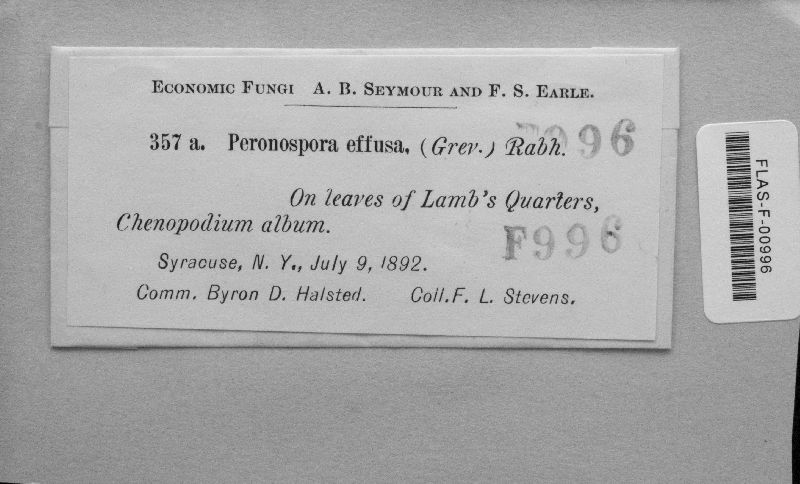 Economic Fungi A. B. Seymour and F. S. Earle.
357 a. Peronospora effusa, (Grev.) Rabh.
F996
On leaves of Lamb's Quarters,
Chenopodium album.
F996
Syracuse, N. Y., July 9, 1892.
Comm. Byron D. Halsted. Coll. F. L. Stevens.
FLAS-F-00996